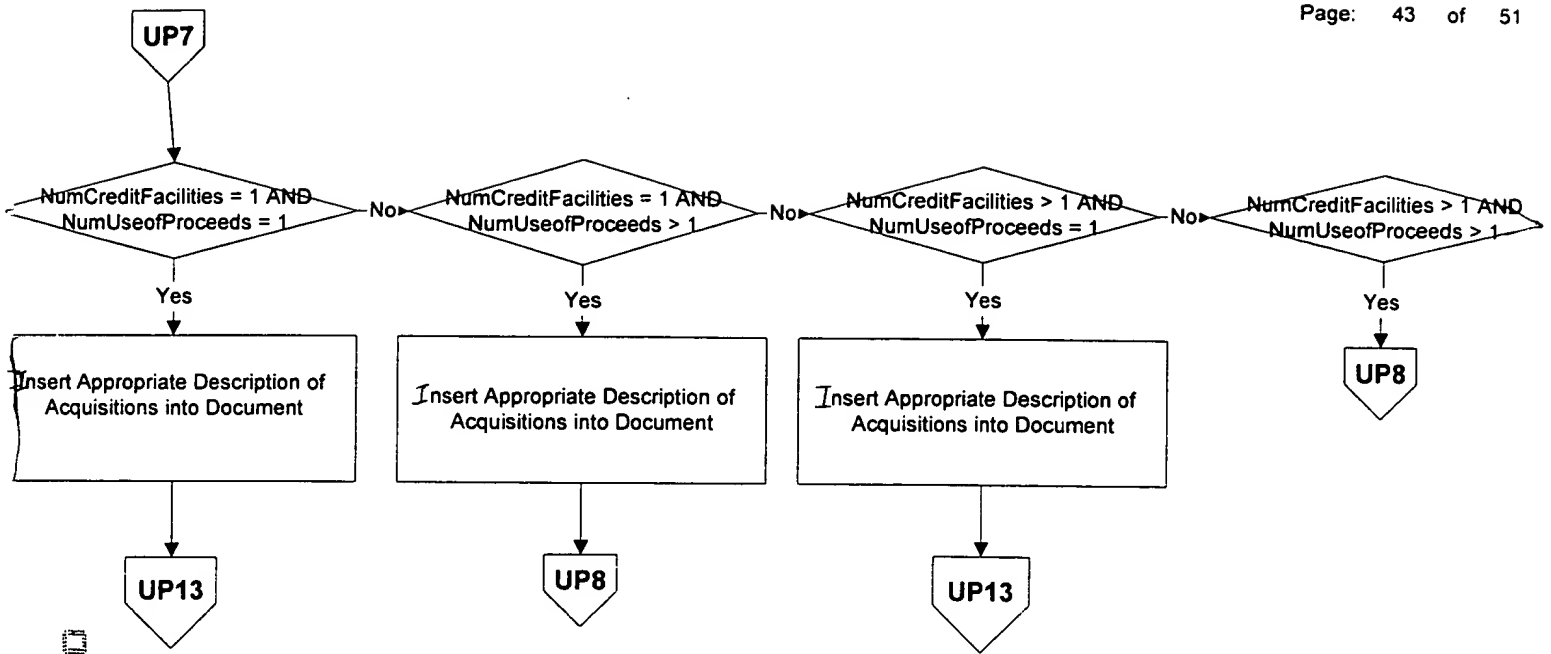 Page: 43 of 51
UP7
NumCreditFacilities = 1 AND
NumUseofProceeds = 1
No
NumCreditFacilities = 1 AND
NumUseofProceeds > 1
No
NumCreditFacilities > 1 AND
NumUseofProceeds = 1
No
NumCreditFacilities > 1 AND
NumUseofProceeds > 1
Yes
Yes
Yes
Yes
Insert Appropriate Description of
Acquisitions into Document
Insert Appropriate Description of
Acquisitions into Document
Insert Appropriate Description of
Acquisitions into Document
UP8
UP13
UP8
UP13